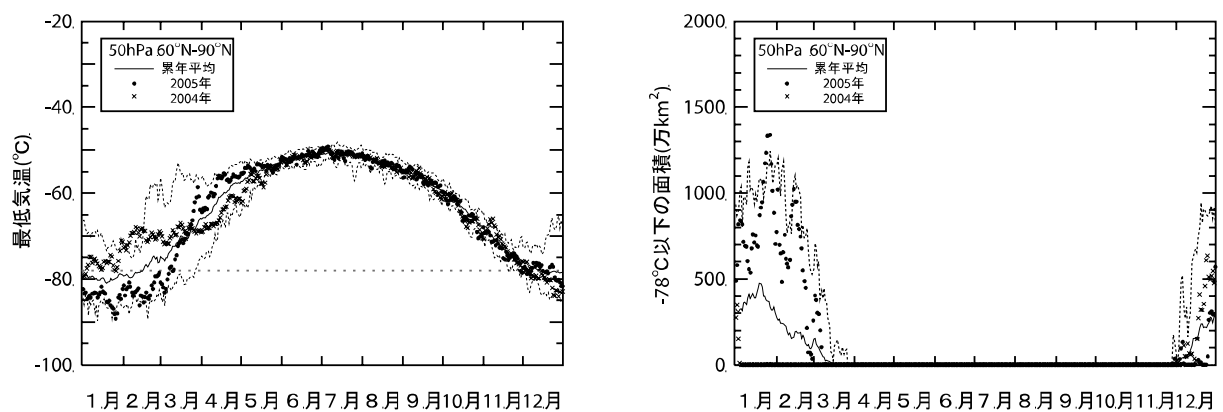 -20
-40
-60
-80
-100
最低気温(°C)
50hPa 60°N-90°N
累年平均
2005年
2004年
1月 2月 3月 4月 5月 6月 7月 8月 9月 10月 11月 12月
2000
1500
1000
500
0
-78°C以下の面積(万km²)
50hPa 60°N-90°N
累年平均
2005年
2004年
1月 2月 3月 4月 5月 6月 7月 8月 9月 10月 11月 12月